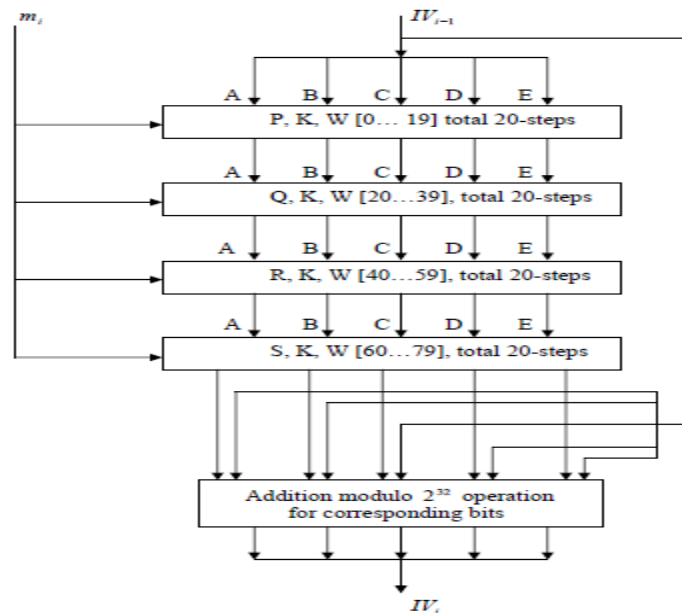 m_i IV_{i-1}
A B C D E
P, K, W [0... 19] total 20-steps
A B C D E
Q, K, W [20...39], total 20-steps
A B C D E
R, K, W [40...59], total 20-steps
A B C D E
S, K, W [60...79], total 20-steps
Addition modulo 2^{32} operation
for corresponding bits
IV_i